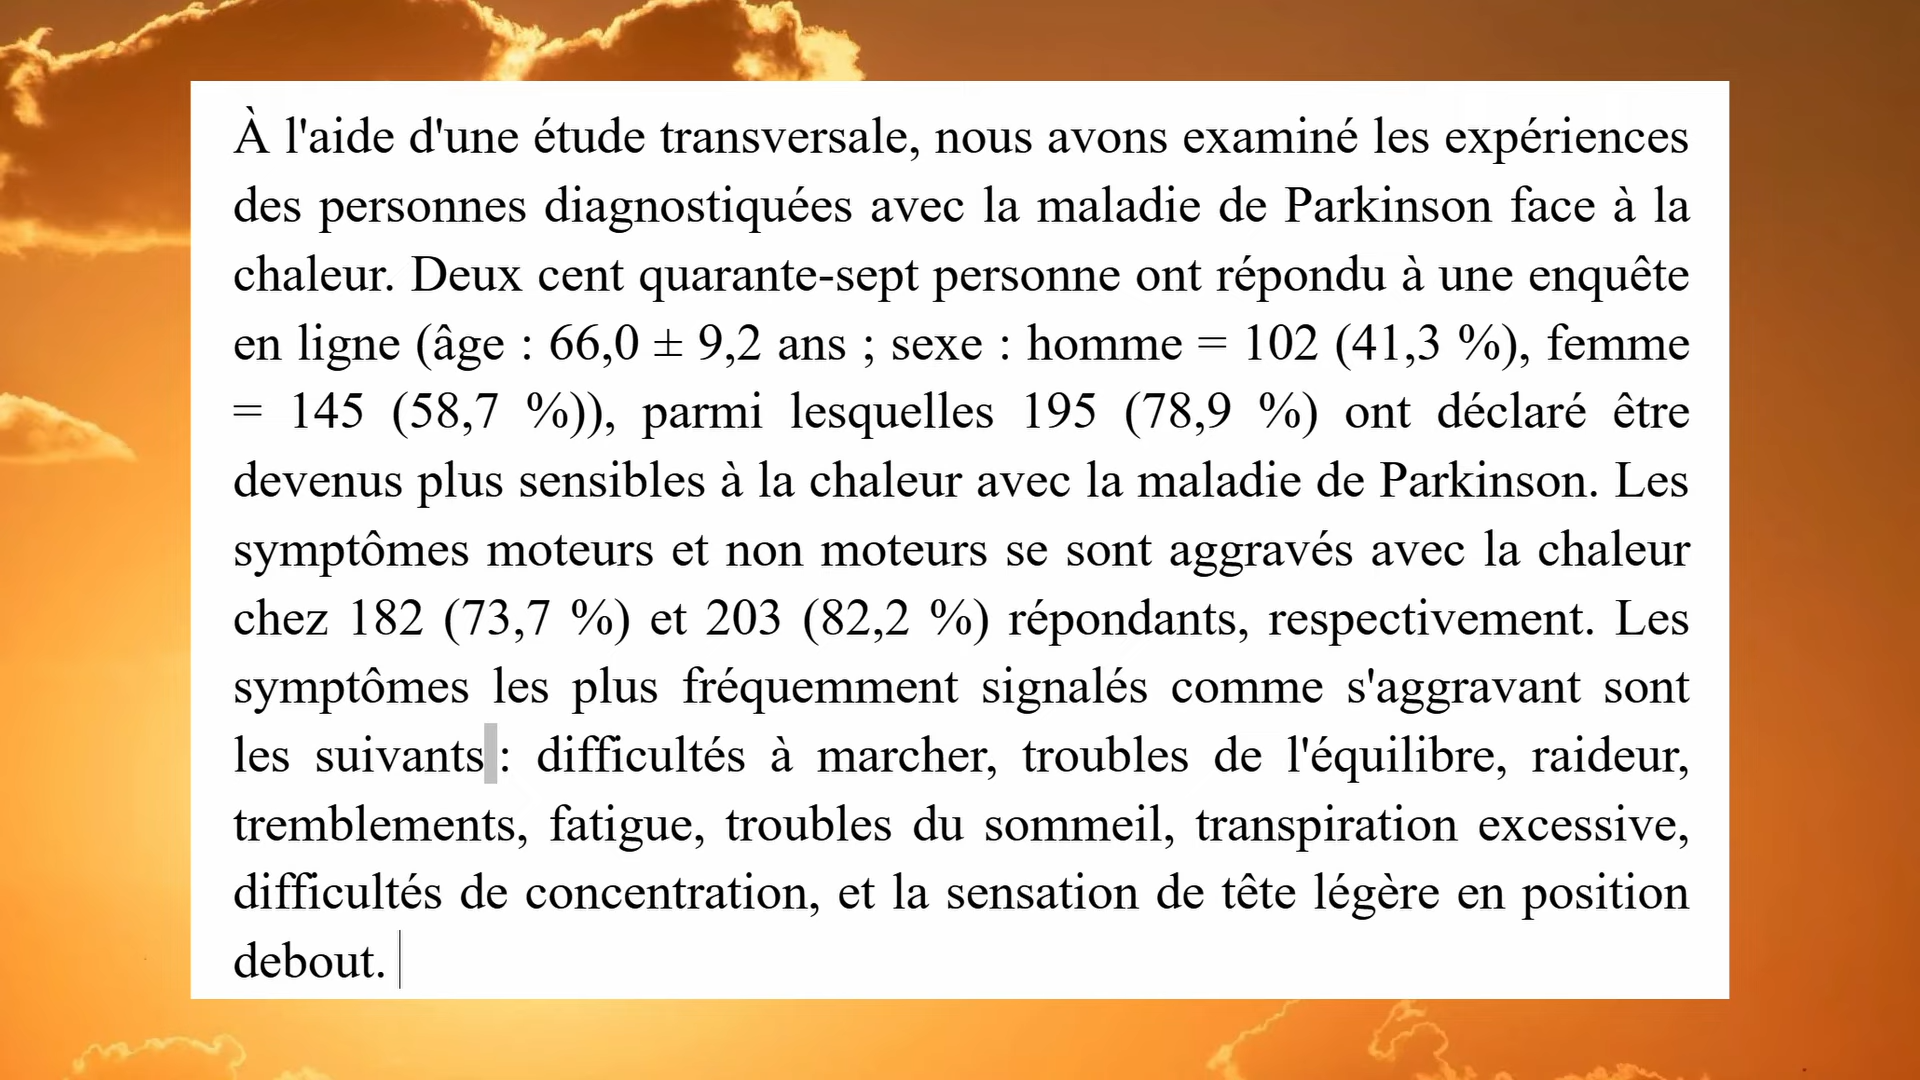 À l'aide d'une étude transversale, nous avons examiné les expériences
des personnes diagnostiquées avec la maladie de Parkinson face à la
chaleur. Deux cent quarante-sept personne ont répondu à une enquête
en ligne (âge : 66,0 ± 9,2 ans ; sexe : homme = 102 (41,3 %), femme
= 145 (58,7 %)), parmi lesquelles 195 (78,9 %) ont déclaré être
devenus plus sensibles à la chaleur avec la maladie de Parkinson. Les
symptômes moteurs et non moteurs se sont aggravés avec la chaleur
chez 182 (73,7 %) et 203 (82,2 %) répondants, respectivement. Les
symptômes les plus fréquemment signalés comme s'aggravant sont
les suivants : difficultés à marcher, troubles de l'équilibre, raideur,
tremblements, fatigue, troubles du sommeil, transpiration excessive,
difficultés de concentration, et la sensation de tête légère en position
debout.